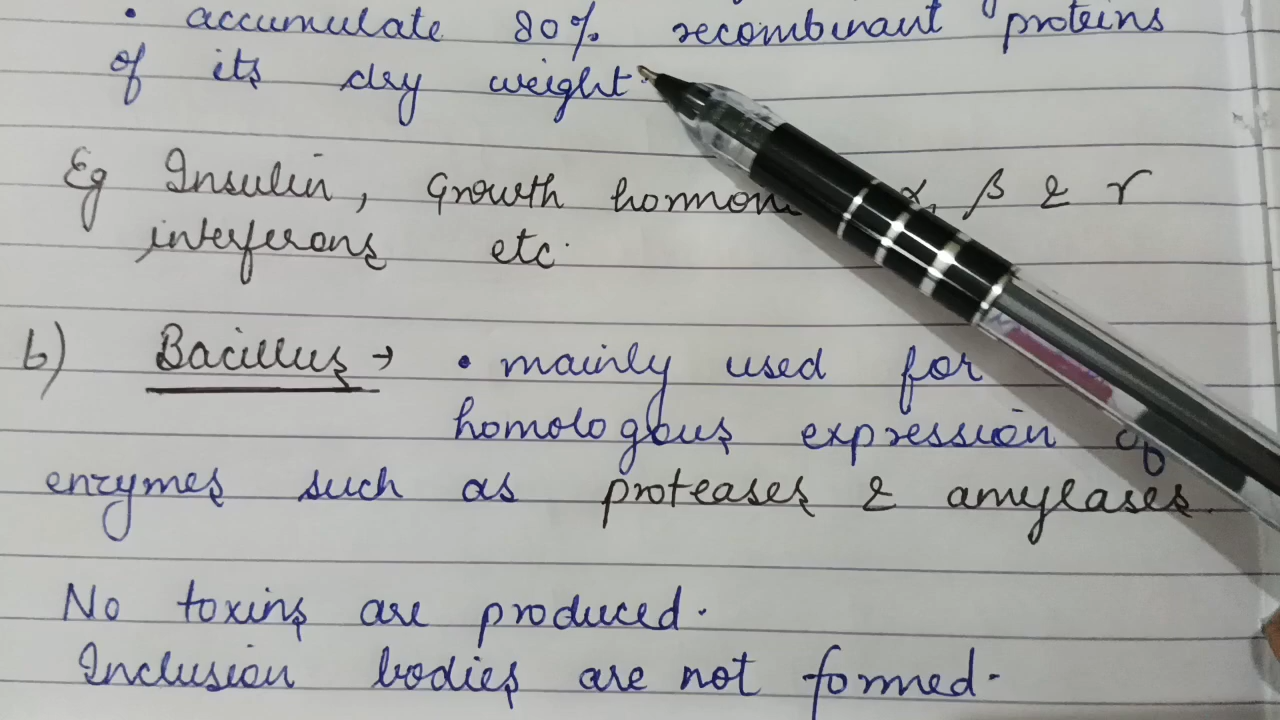 • accumulate 80% recombinant proteins
of its dry weight.
Eg Insulin, Growth hormone α, β & γ
interferons etc.
b) Bacillus → • mainly used for
homologous expression of
enzymes such as proteases & amylases.
No toxins are produced.
Inclusion bodies are not formed.